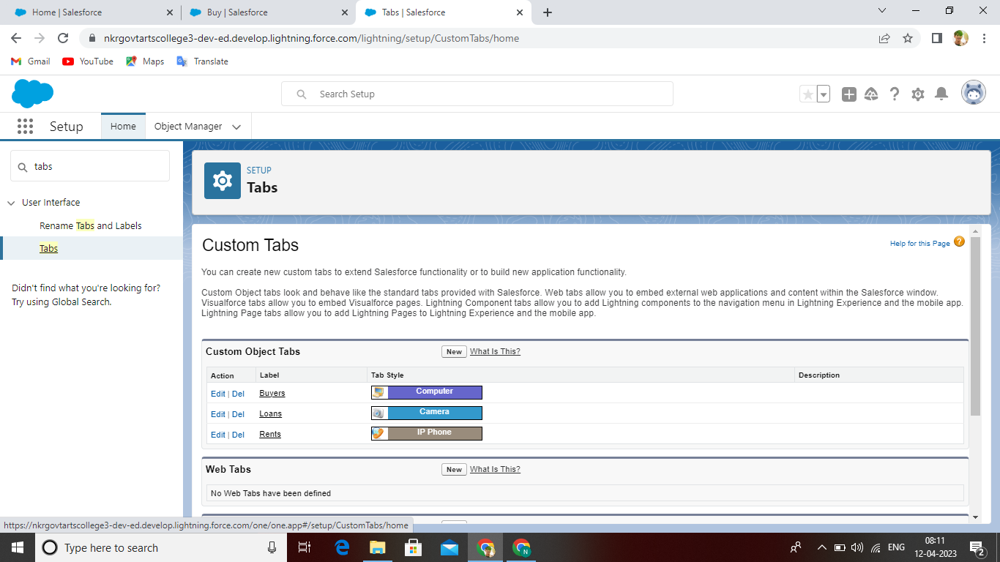 Home | Salesforce
Buy | Salesforce
Tabs | Salesforce
nkrgovtartscollege3-dev-ed.develop.lightning.force.com/lightning/setup/CustomTabs/home
Gmail
YouTube
Maps
Translate
Search Setup
Setup
Home
Object Manager
tabs
User Interface
Rename Tabs and Labels
Tabs
Didn't find what you're looking for?
Try using Global Search.
SETUP
Tabs
Custom Tabs
Help for this Page
You can create new custom tabs to extend Salesforce functionality or to build new application functionality.
Custom Object tabs look and behave like the standard tabs provided with Salesforce. Web tabs allow you to embed external web applications and content within the Salesforce window.
Visualforce tabs allow you to embed Visualforce pages. Lightning Component tabs allow you to add Lightning components to the navigation menu in Lightning Experience and the mobile app.
Lightning Page tabs allow you to add Lightning Pages to Lightning Experience and the mobile app.
Custom Object Tabs New What Is This?
Action Label Tab Style Description
Edit | Del Buyers Computer
Edit | Del Loans Camera
Edit | Del Rents IP Phone
Web Tabs New What Is This?
No Web Tabs have been defined
https://nkrgovtartscollege3-dev-ed.develop.lightning.force.com/one/one.app#/setup/CustomTabs/home
Type here to search
N
ENG
08:11
12-04-2023
2